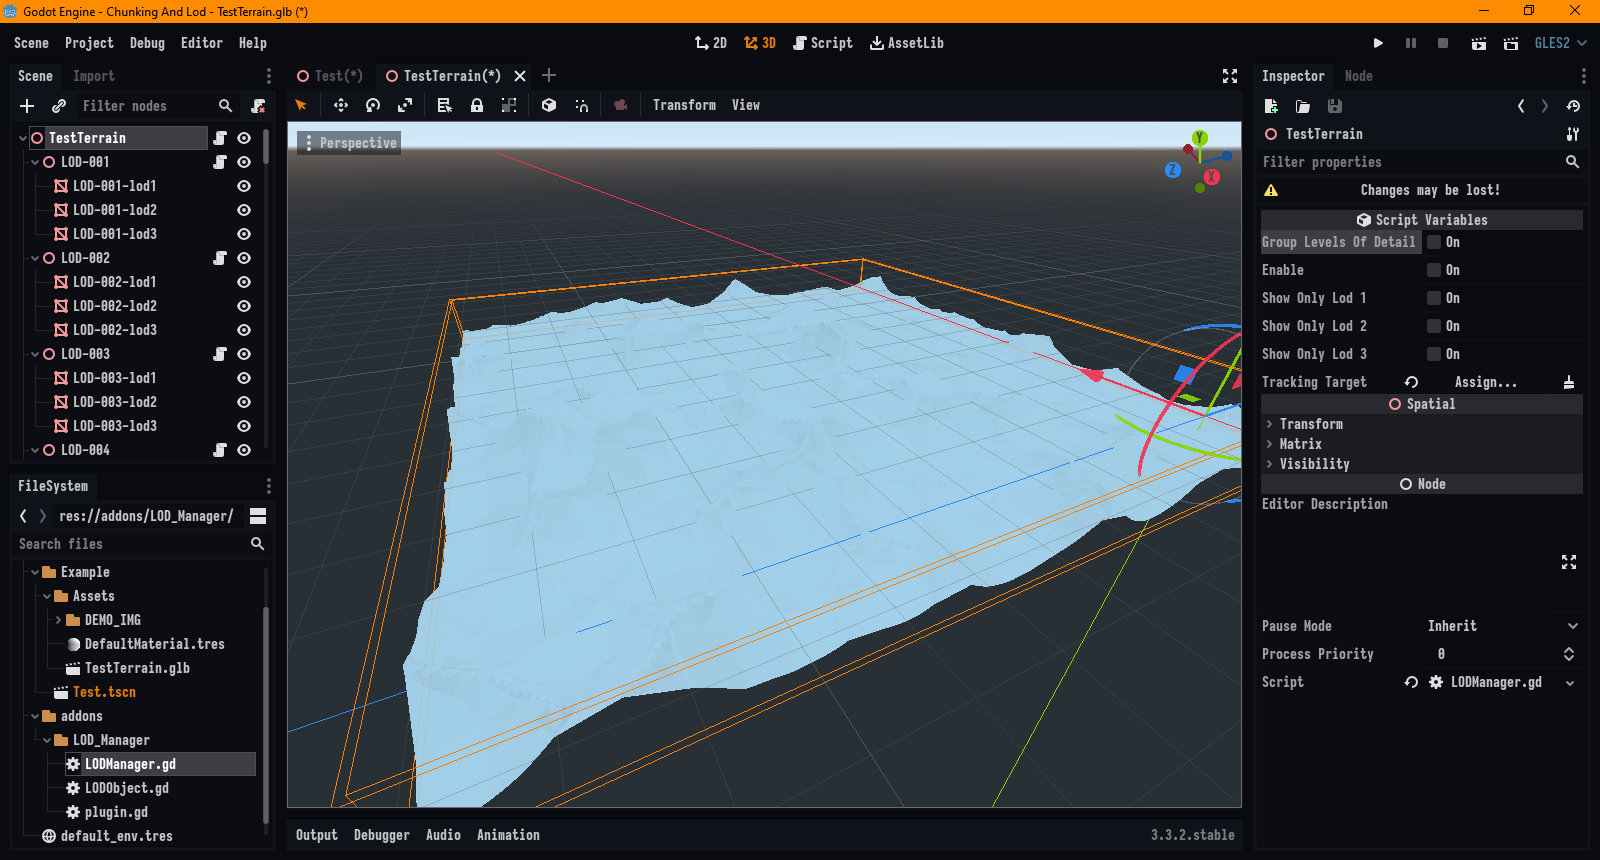 Godot Engine - Chunking And Lod - TestTerrain.glb (*)
Scene Project Debug Editor Help
2D 3D Script AssetLib
GLES2
Scene Import
Filter nodes
TestTerrain
LOD-001
LOD-001-lod1
LOD-001-lod2
LOD-001-lod3
LOD-002
LOD-002-lod1
LOD-002-lod2
LOD-002-lod3
LOD-003
LOD-003-lod1
LOD-003-lod2
LOD-003-lod3
LOD-004
FileSystem
res://addons/LOD_Manager/
Search files
Example
Assets
DEMO_IMG
DefaultMaterial.tres
TestTerrain.glb
Test.tscn
addons
LOD_Manager
LODManager.gd
LODObject.gd
plugin.gd
default_env.tres
Test(*) TestTerrain(*)
Transform View
Perspective
Y
Z
X
Output Debugger Audio Animation
3.3.2.stable
Inspector Node
TestTerrain
Filter properties
Changes may be lost!
Script Variables
Group Levels Of Detail On
Enable On
Show Only Lod 1 On
Show Only Lod 2 On
Show Only Lod 3 On
Tracking Target Assign...
Spatial
Transform
Matrix
Visibility
Node
Editor Description
Pause Mode Inherit
Process Priority 0
Script LODManager.gd